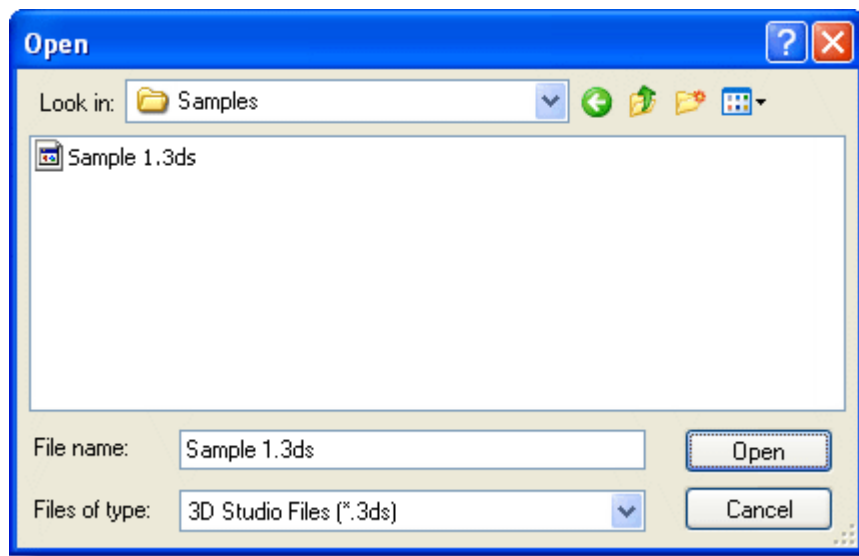 Open
Look in: Samples
Sample 1.3ds
File name: Sample 1.3ds Open
Files of type: 3D Studio Files (*.3ds) Cancel